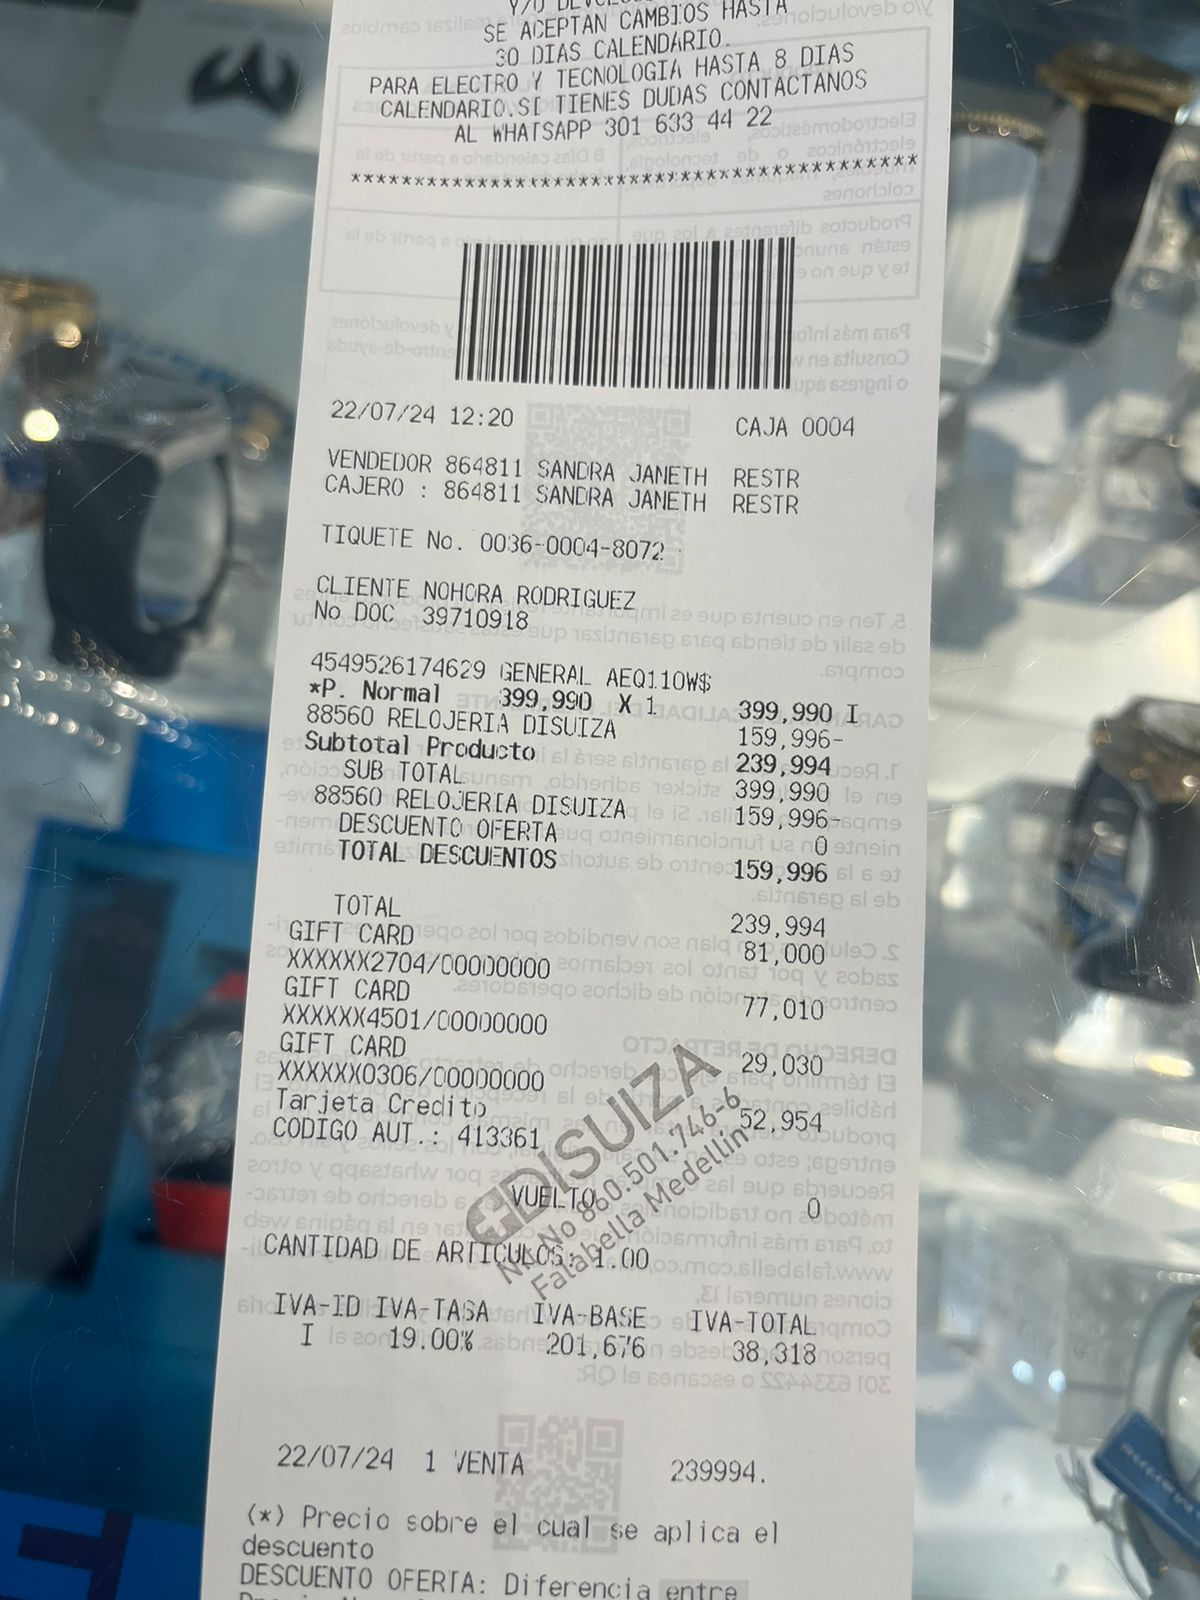 SE ACEPTAN CAMBIOS HASTA
30 DIAS CALENDARIO.
PARA ELECTRO Y TECNOLOGIA HASTA 8 DIAS
CALENDARIO.SI TIENES DUDAS CONTACTANOS
AL WHATSAPP 301 633 44 22
********************************************
22/07/24 12:20 CAJA 0004
VENDEDOR 864811 SANDRA JANETH RESTR
CAJERO : 864811 SANDRA JANETH RESTR
TIQUETE No. 0036-0004-8072
CLIENTE NOHORA RODRIGUEZ
No DOC 39710918
4549526174629 GENERAL AEQ110W$
*P. Normal 399,990 X 1 399,990 I
88560 RELOJERIA DISUIZA 159,996-
Subtotal Producto 239,994
SUB TOTAL 399,990
88560 RELOJERIA DISUIZA 159,996-
DESCUENTO OFERTA 0
TOTAL DESCUENTOS 159,996
TOTAL 239,994
GIFT CARD 81,000
XXXXXX2704/00000000
GIFT CARD 77,010
XXXXXX4501/00000000
GIFT CARD 29,030
XXXXXX0306/00000000
Tarjeta Credito 52,954
CODIGO AUT.: 413361
DISUIZA
Nit. No 860.501.746-6
Falabella Medellin
VUELTO 0
CANTIDAD DE ARTICULOS: 1.00
IVA-ID IVA-TASA IVA-BASE IVA-TOTAL
I 19.00% 201,676 38,318
22/07/24 1 VENTA 239994.
(*) Precio sobre el cual se aplica el
descuento
DESCUENTO OFERTA: Diferencia entre